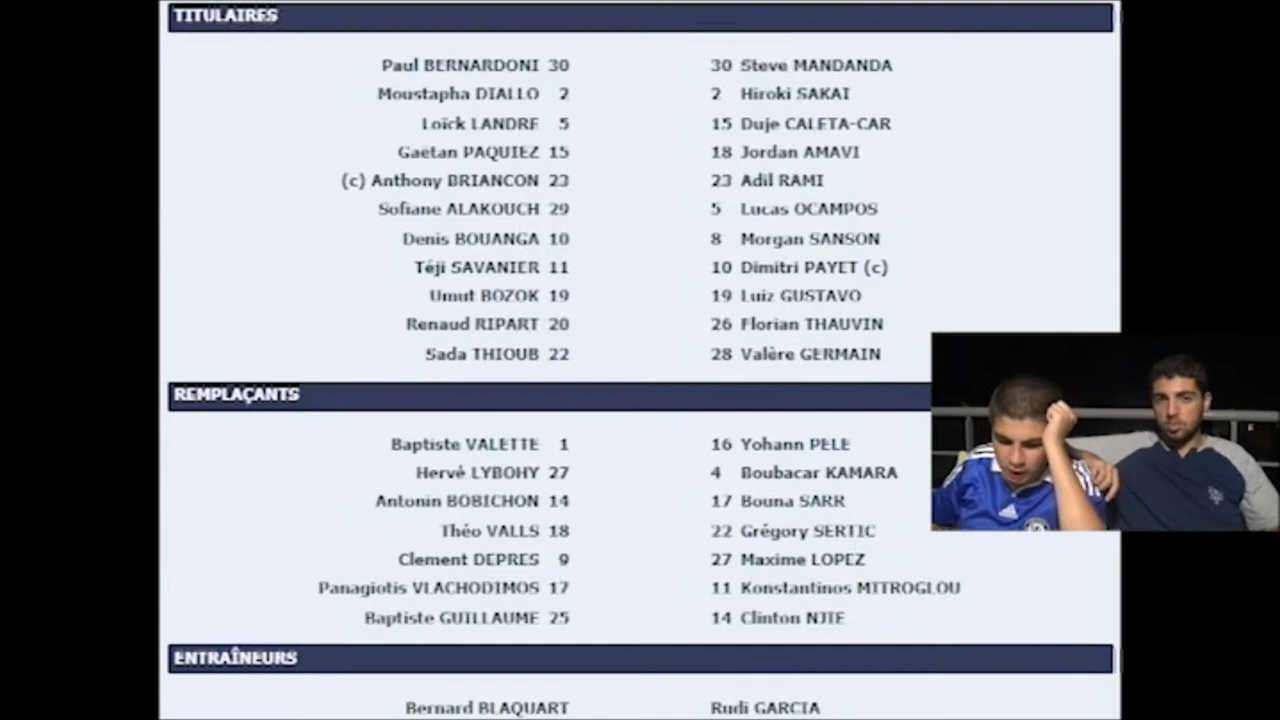 TITULAIRES
Paul BERNARDONI 30 30 Steve MANDANDA
Moustapha DIALLO 2 2 Hiroki SAKAI
Loïck LANDRE 5 15 Duje CALETA-CAR
Gaëtan PAQUIEZ 15 18 Jordan AMAVI
(c) Anthony BRIANCON 23 23 Adil RAMI
Sofiane ALAKOUCH 29 5 Lucas OCAMPOS
Denis BOUANGA 10 8 Morgan SANSON
Téji SAVANIER 11 10 Dimitri PAYET (c)
Umut BOZOK 19 19 Luiz GUSTAVO
Renaud RIPART 20 26 Florian THAUVIN
Sada THIOUB 22 28 Valère GERMAIN
REMPLAÇANTS
Baptiste VALETTE 1 16 Yohann PELE
Hervé LYBOHY 27 4 Boubacar KAMARA
Antonin BOBICHON 14 17 Bouna SARR
Théo VALLS 18 22 Grégory SERTIC
Clement DEPRES 9 27 Maxime LOPEZ
Panagiotis VLACHODIMOS 17 11 Konstantinos MITROGLOU
Baptiste GUILLAUME 25 14 Clinton NJIE
ENTRAÎNEURS
Bernard BLAQUART Rudi GARCIA